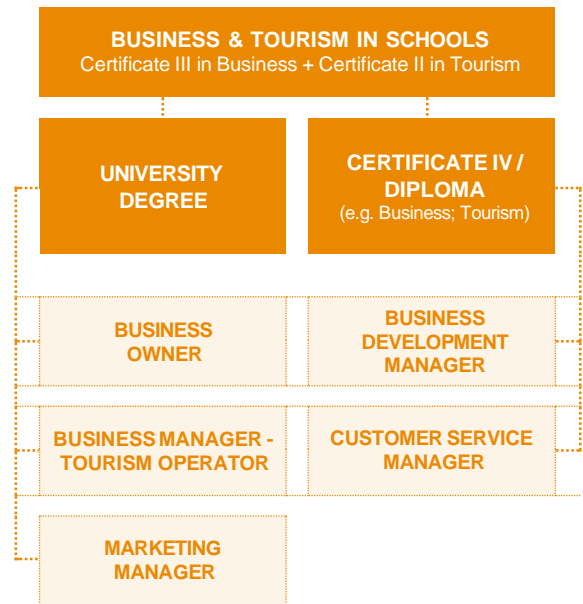 BUSINESS & TOURISM IN SCHOOLS
Certificate III in Business + Certificate II in Tourism
UNIVERSITY
DEGREE
CERTIFICATE IV /
DIPLOMA
(e.g. Business; Tourism)
BUSINESS
OWNER
BUSINESS
DEVELOPMENT
MANAGER
BUSINESS MANAGER -
TOURISM OPERATOR
CUSTOMER SERVICE
MANAGER
MARKETING
MANAGER